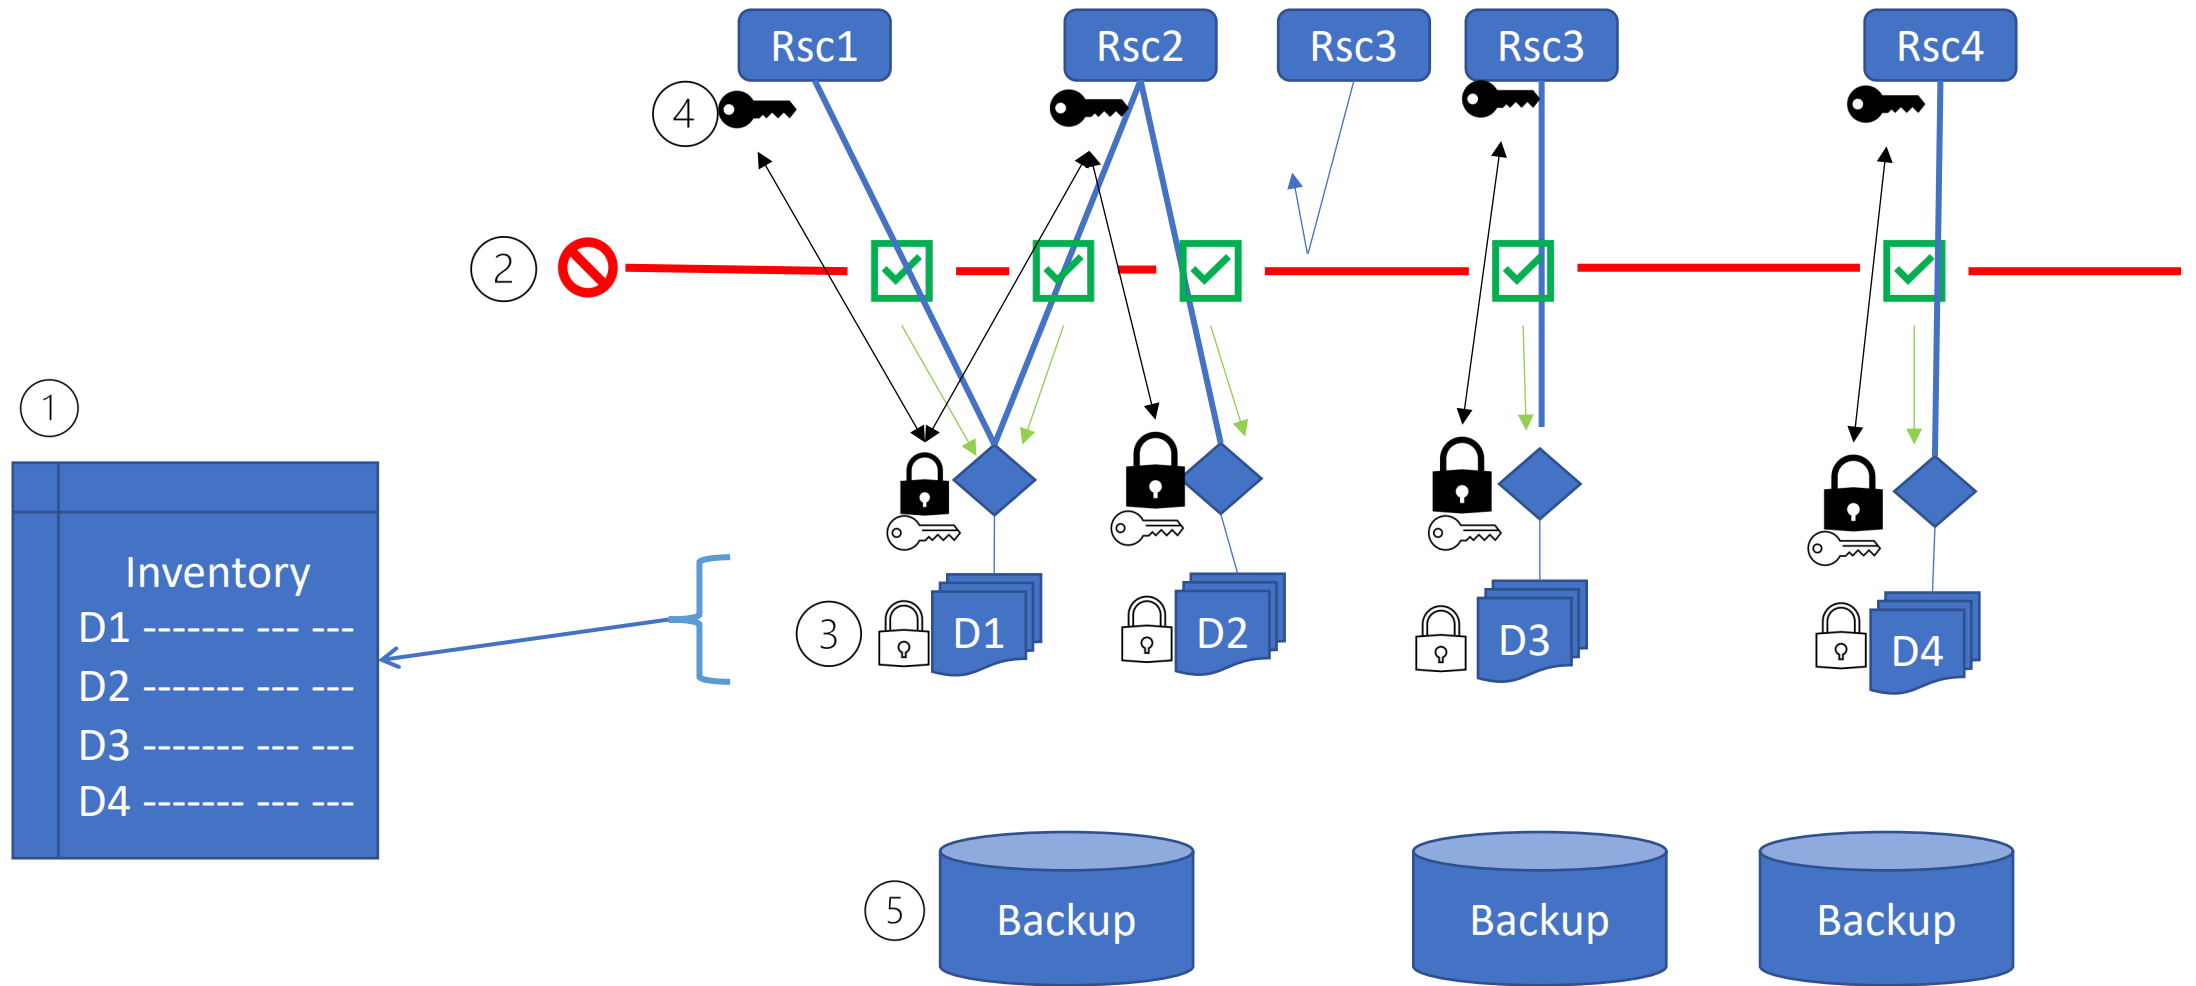 Rsc1
Rsc2
Rsc3
Rsc3
Rsc4
4
2
1
Inventory
D1 ------- --- ---
D2 ------- --- ---
D3 ------- --- ---
D4 ------- --- ---
3
D1
D2
D3
D4
5
Backup
Backup
Backup